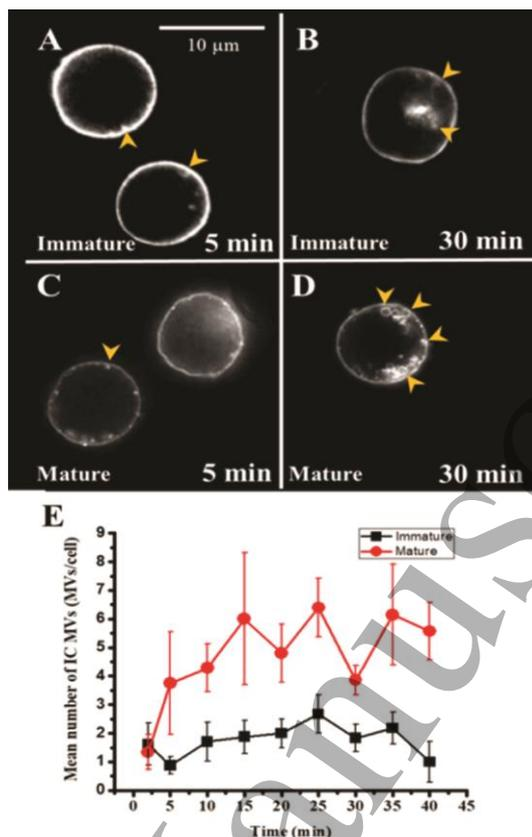 A
10 µm
B
Immature
5 min
Immature
30 min
C
D
Mature
5 min
Mature
30 min
E
Mean number of IC MVs (MVs/cell)
9
8
7
6
5
4
3
2
1
0
Immature
Mature
0 5 10 15 20 25 30 35 40 45
Time (min)